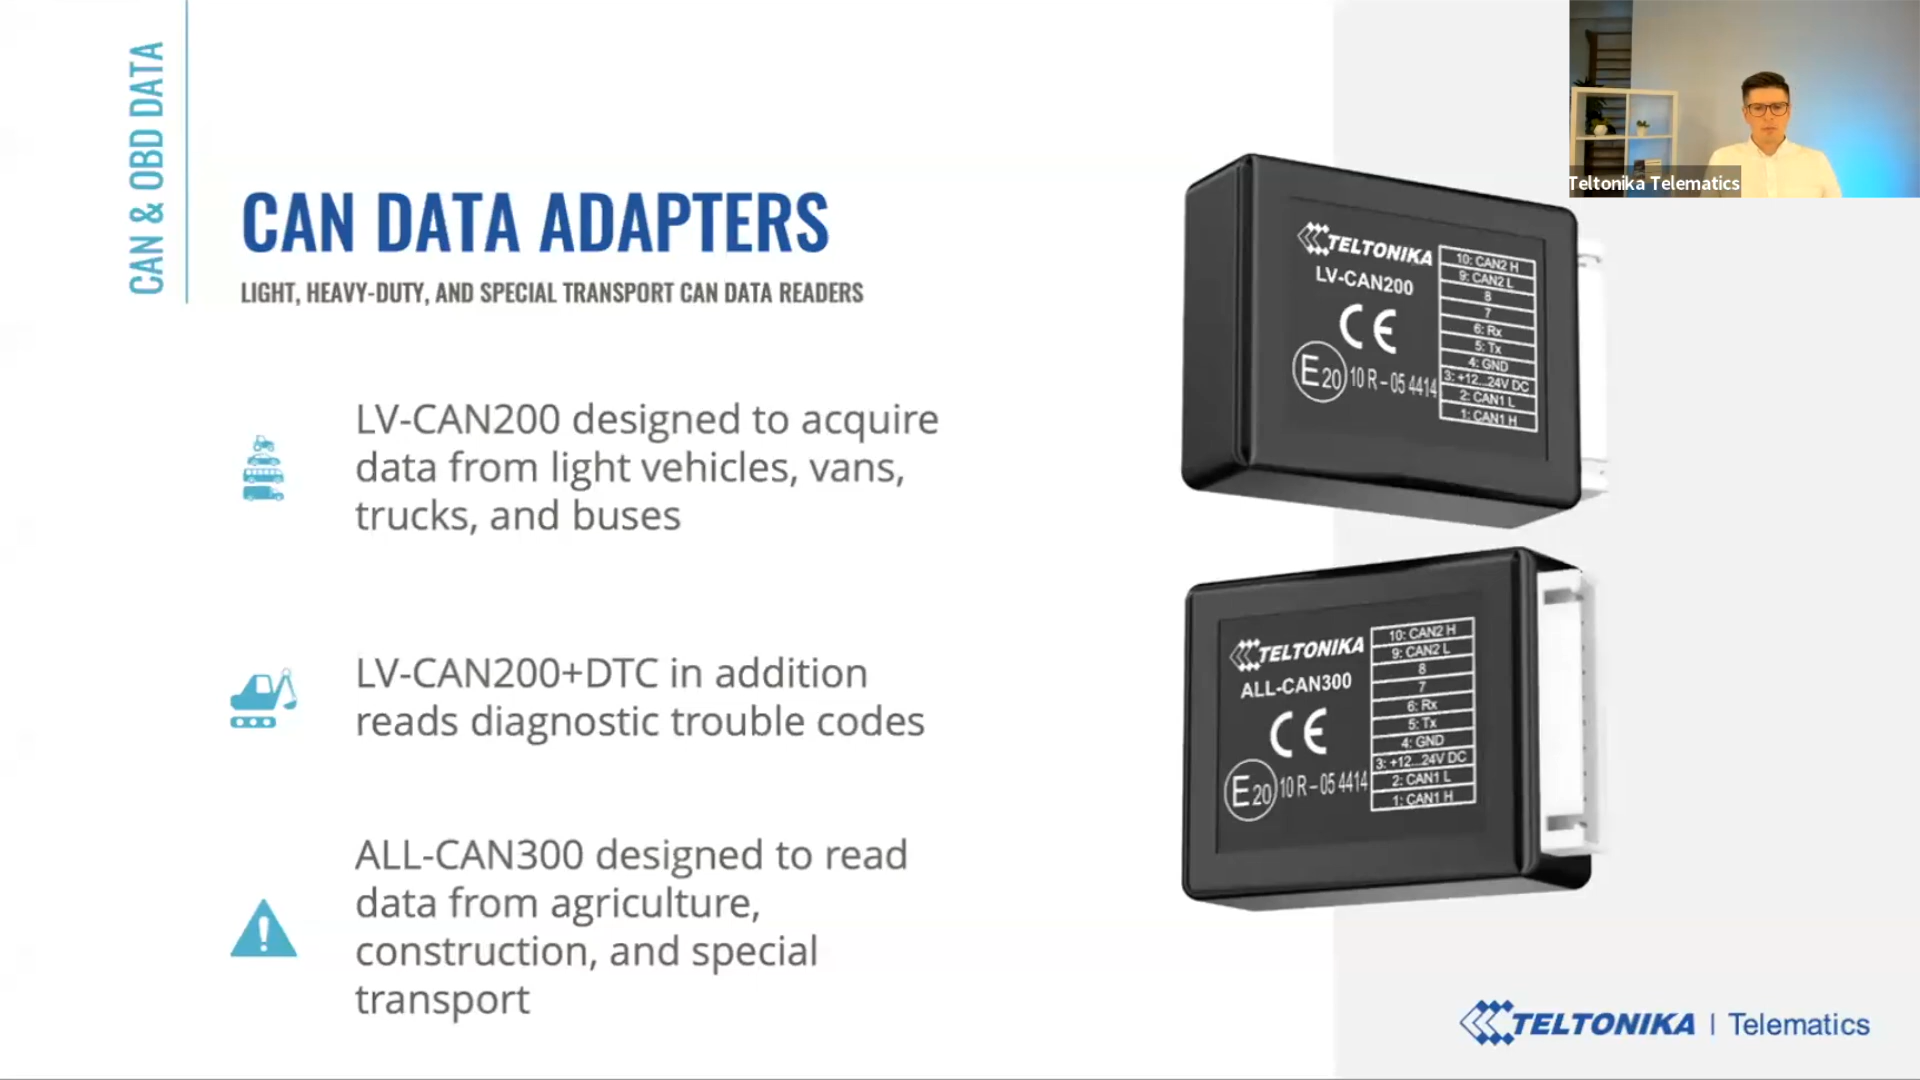 CAN & OBD DATA
CAN DATA ADAPTERS
LIGHT, HEAVY-DUTY, AND SPECIAL TRANSPORT CAN DATA READERS
LV-CAN200 designed to acquire
data from light vehicles, vans,
trucks, and buses
LV-CAN200+DTC in addition
reads diagnostic trouble codes
ALL-CAN300 designed to read
data from agriculture,
construction, and special
transport
TELTONIKA
LV-CAN200
CE
E20 10 R - 05 4414
10: CAN2 H
9: CAN2 L
8
7
6: Rx
5: Tx
4: GND
3: +12...24V DC
2: CAN1 L
1: CAN1 H
TELTONIKA
ALL-CAN300
CE
E20 10 R - 05 4414
10: CAN2 H
9: CAN2 L
8
7
6: Rx
5: Tx
4: GND
3: +12...24V DC
2: CAN1 L
1: CAN1 H
Teltonika Telematics
TELTONIKA | Telematics